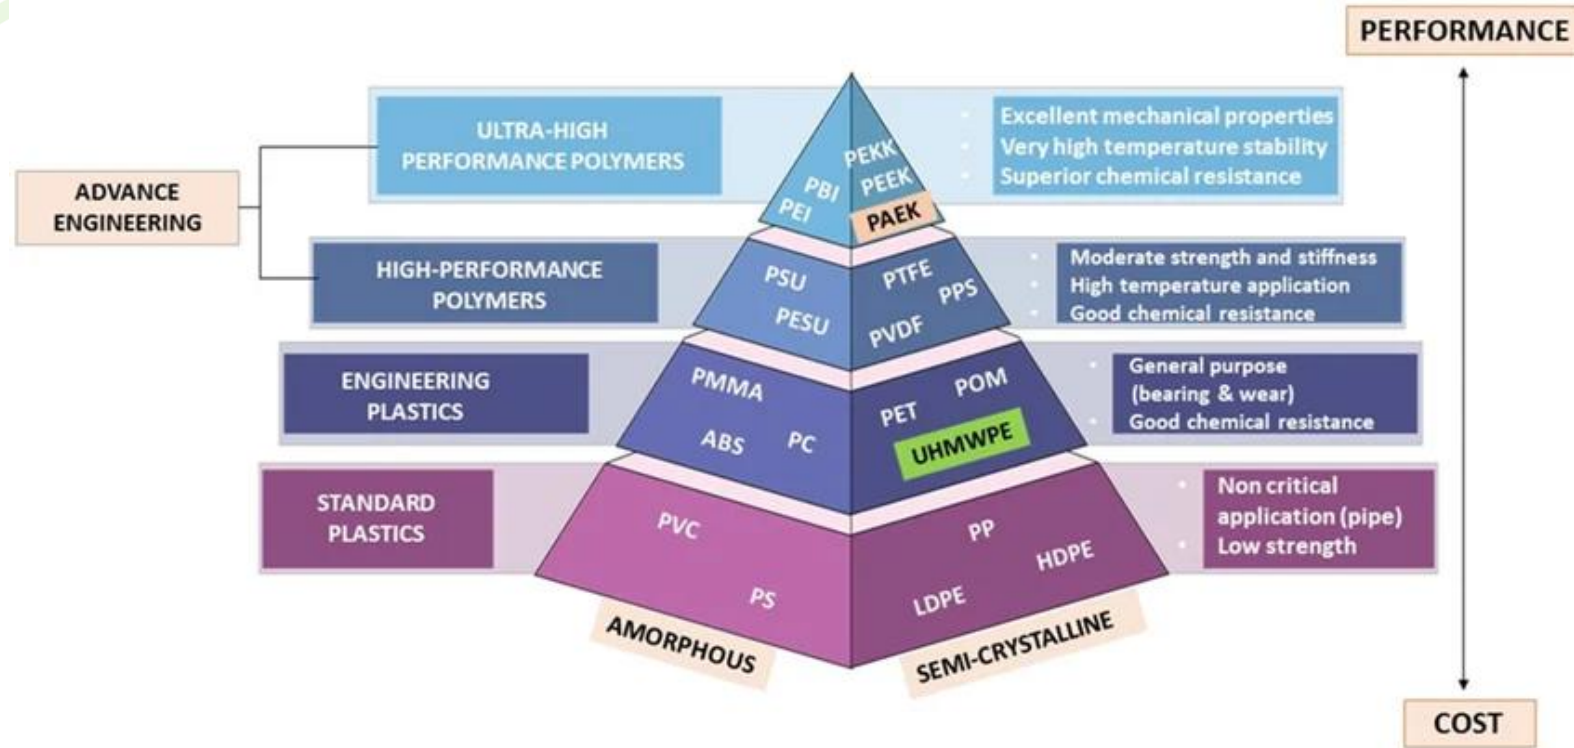 PERFORMANCE
ULTRA-HIGH
PERFORMANCE POLYMERS
PEKK
PEEK
PAEK
PBI
PEI
• Excellent mechanical properties
• Very high temperature stability
• Superior chemical resistance
ADVANCE
ENGINEERING
HIGH-PERFORMANCE
POLYMERS
PSU
PESU
PTFE
PPS
PVDF
• Moderate strength and stiffness
• High temperature application
• Good chemical resistance
ENGINEERING
PLASTICS
PMMA
ABS
PC
POM
PET
UHMWPE
• General purpose
(bearing & wear)
• Good chemical resistance
STANDARD
PLASTICS
PVC
PS
PP
HDPE
LDPE
• Non critical
application (pipe)
• Low strength
AMORPHOUS
SEMI-CRYSTALLINE
COST